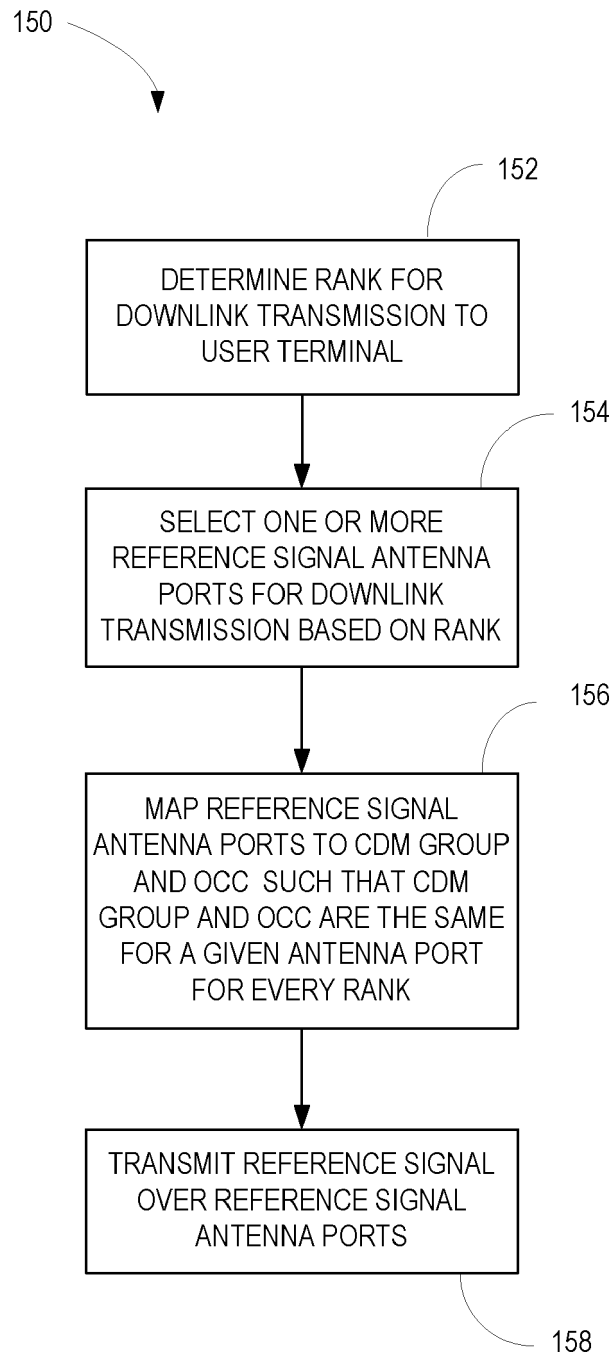 150
152
DETERMINE RANK FOR
DOWNLINK TRANSMISSION TO
USER TERMINAL
154
SELECT ONE OR MORE
REFERENCE SIGNAL ANTENNA
PORTS FOR DOWNLINK
TRANSMISSION BASED ON RANK
156
MAP REFERENCE SIGNAL
ANTENNA PORTS TO CDM GROUP
AND OCC SUCH THAT CDM
GROUP AND OCC ARE THE SAME
FOR A GIVEN ANTENNA PORT
FOR EVERY RANK
TRANSMIT REFERENCE SIGNAL
OVER REFERENCE SIGNAL
ANTENNA PORTS
158